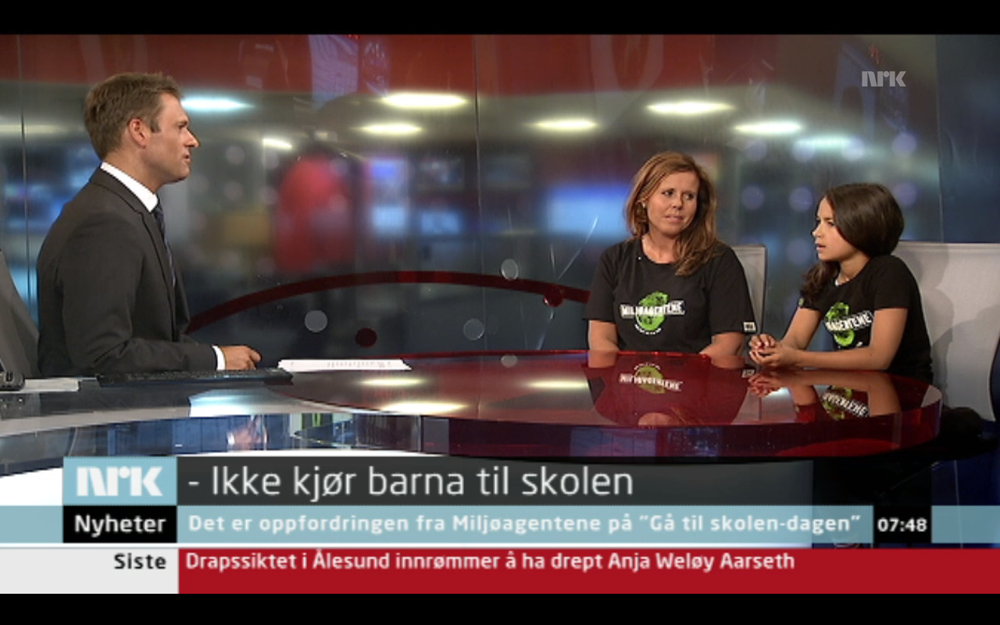 nrk
MILJØAGENTENE
MILJØAGENTENE
nrk
- Ikke kjør barna til skolen
Nyheter
Det er oppfordringen fra Miljøagentene på "Gå til skolen-dagen"
07:48
Siste
Drapssiktet i Ålesund innrømmer å ha drept Anja Weløy Aarseth